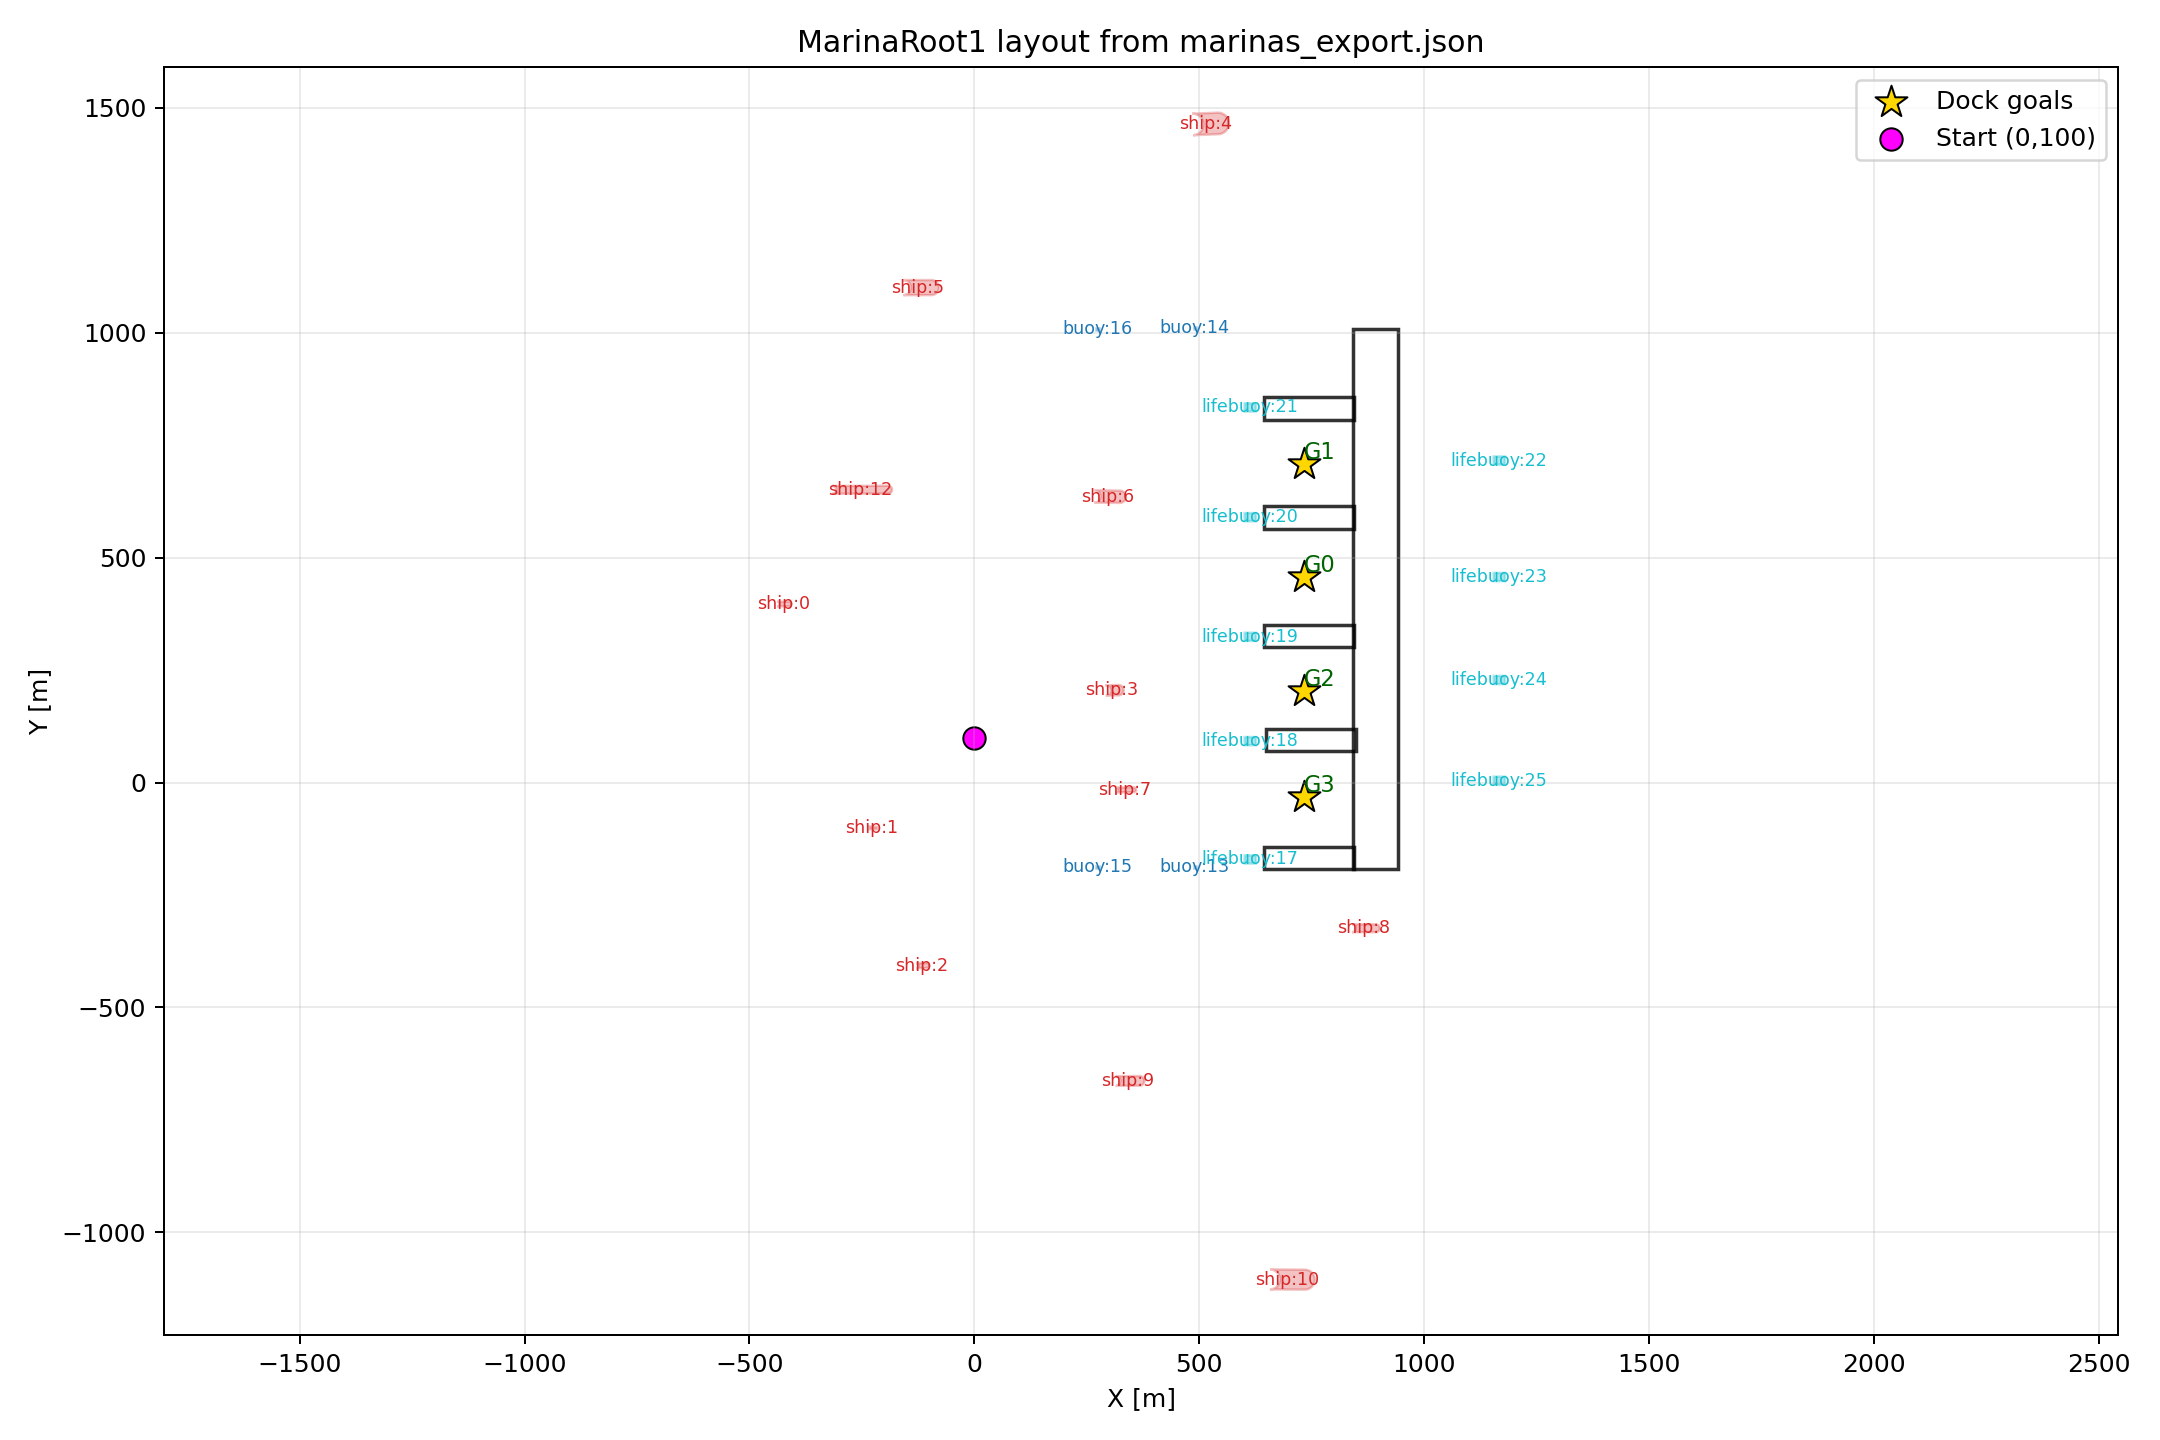 MarinaRoot1 layout from marinas_export.json
Dock goals
Start (0,100)
1500
1000
500
0
−500
−1000
Y [m]
ship:4
ship:5
buoy:16
buoy:14
lifebuoy:21
G1
lifebuoy:22
ship:12
ship:6
lifebuoy:20
G0
lifebuoy:23
ship:0
lifebuoy:19
ship:3
G2
lifebuoy:24
lifebuoy:18
ship:7
G3
lifebuoy:25
ship:1
buoy:15
buoy:13
lifebuoy:17
ship:8
ship:2
ship:9
ship:10
−1500
−1000
−500
0
500
1000
1500
2000
2500
X [m]